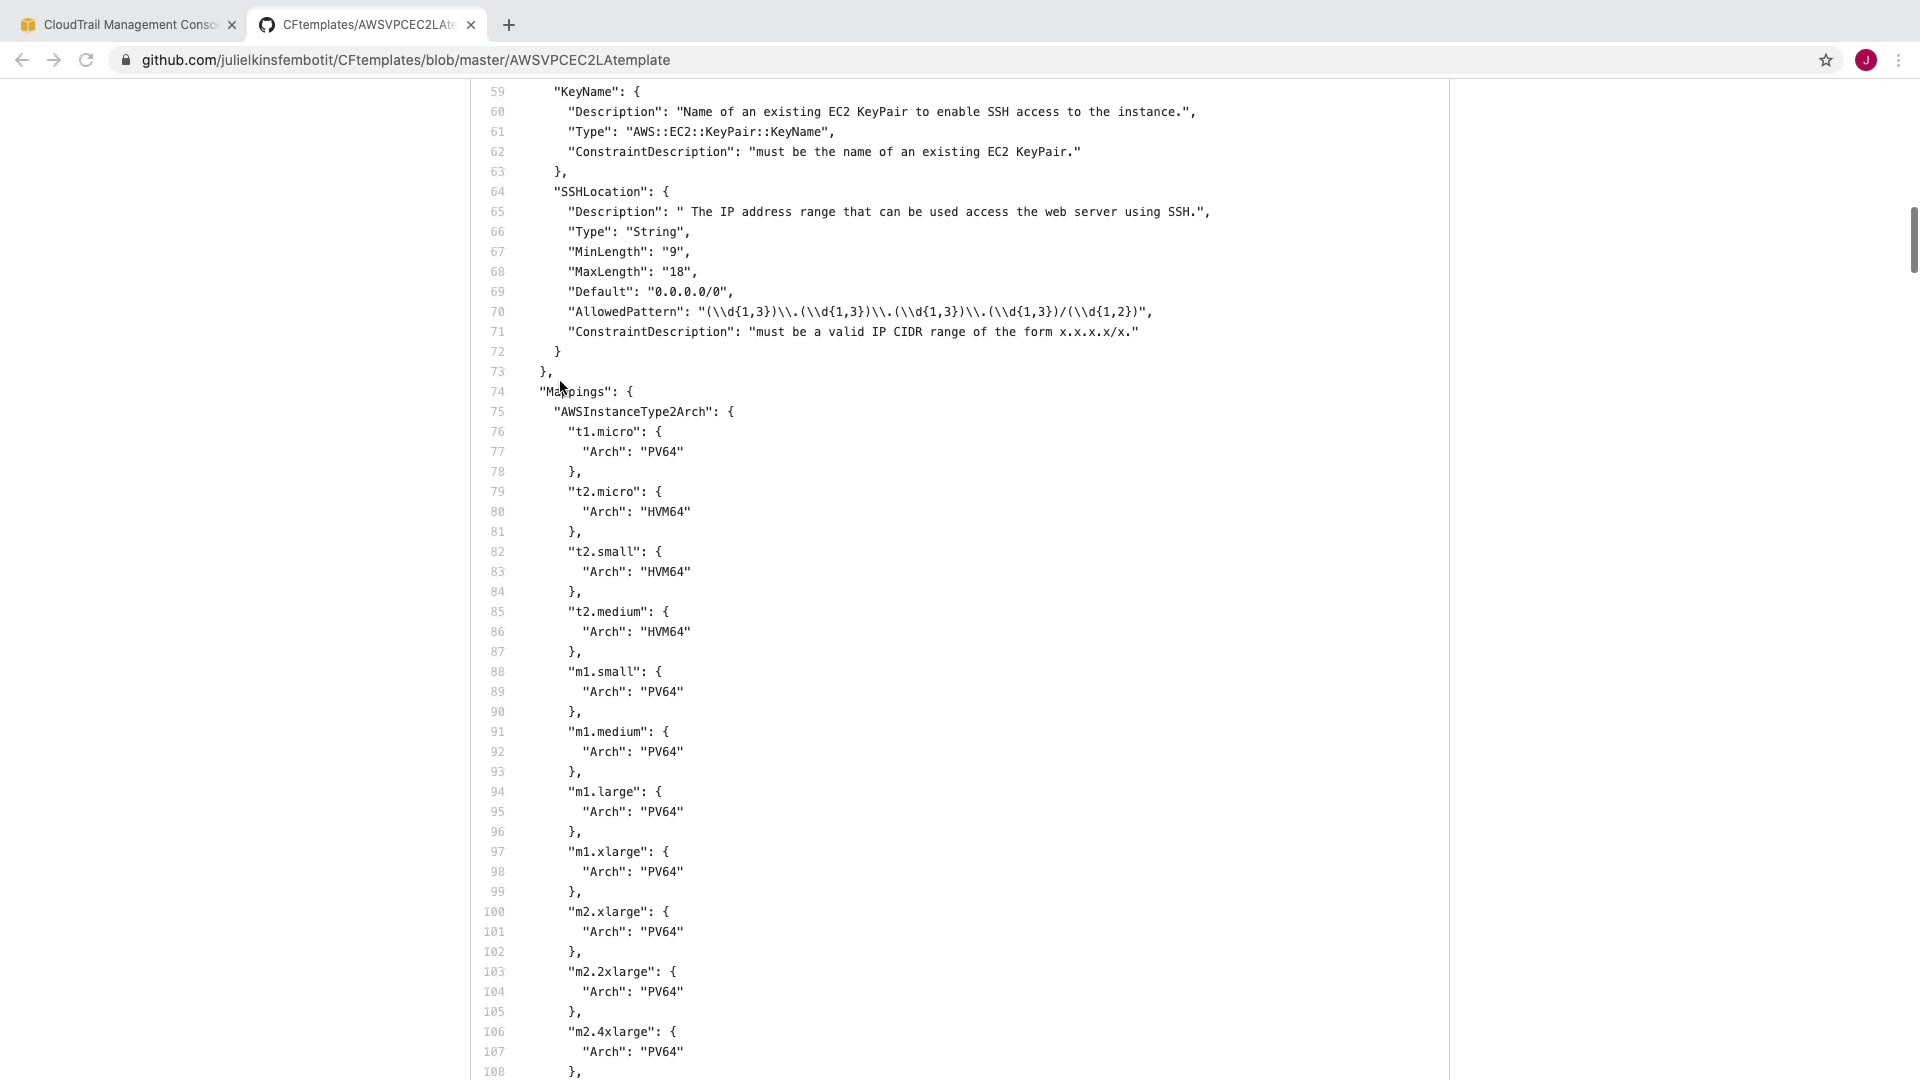 CloudTrail Management Conso
CFtemplates/AWSVPCEC2LAte
github.com/julielkinsfembotit/CFtemplates/blob/master/AWSVPCEC2LAtemplate
J
59 "KeyName": {
60 "Description": "Name of an existing EC2 KeyPair to enable SSH access to the instance.",
61 "Type": "AWS::EC2::KeyPair::KeyName",
62 "ConstraintDescription": "must be the name of an existing EC2 KeyPair."
63 },
64 "SSHLocation": {
65 "Description": " The IP address range that can be used access the web server using SSH.",
66 "Type": "String",
67 "MinLength": "9",
68 "MaxLength": "18",
69 "Default": "0.0.0.0/0",
70 "AllowedPattern": "(\\d{1,3})\\.(\\d{1,3})\\.(\\d{1,3})\\.(\\d{1,3})/(\\d{1,2})",
71 "ConstraintDescription": "must be a valid IP CIDR range of the form x.x.x.x/x."
72 }
73 },
74 "Mappings": {
75 "AWSInstanceType2Arch": {
76 "t1.micro": {
77 "Arch": "PV64"
78 },
79 "t2.micro": {
80 "Arch": "HVM64"
81 },
82 "t2.small": {
83 "Arch": "HVM64"
84 },
85 "t2.medium": {
86 "Arch": "HVM64"
87 },
88 "m1.small": {
89 "Arch": "PV64"
90 },
91 "m1.medium": {
92 "Arch": "PV64"
93 },
94 "m1.large": {
95 "Arch": "PV64"
96 },
97 "m1.xlarge": {
98 "Arch": "PV64"
99 },
100 "m2.xlarge": {
101 "Arch": "PV64"
102 },
103 "m2.2xlarge": {
104 "Arch": "PV64"
105 },
106 "m2.4xlarge": {
107 "Arch": "PV64"
108 },